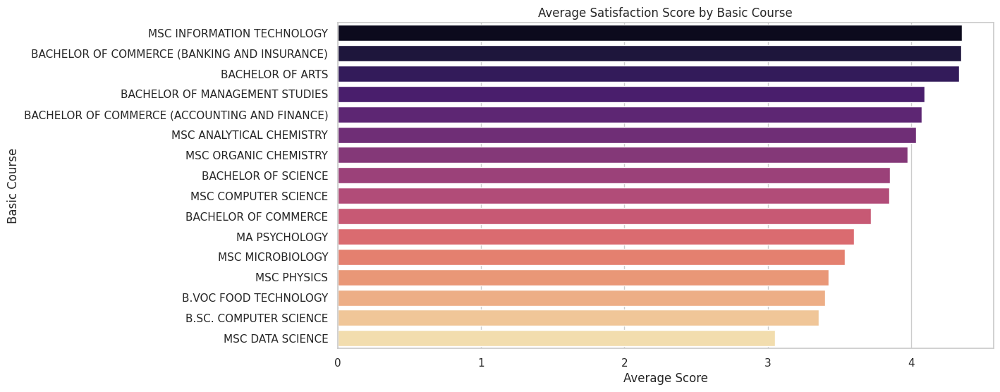 Average Satisfaction Score by Basic Course
Basic Course
MSC INFORMATION TECHNOLOGY
BACHELOR OF COMMERCE (BANKING AND INSURANCE)
BACHELOR OF ARTS
BACHELOR OF MANAGEMENT STUDIES
BACHELOR OF COMMERCE (ACCOUNTING AND FINANCE)
MSC ANALYTICAL CHEMISTRY
MSC ORGANIC CHEMISTRY
BACHELOR OF SCIENCE
MSC COMPUTER SCIENCE
BACHELOR OF COMMERCE
MA PSYCHOLOGY
MSC MICROBIOLOGY
MSC PHYSICS
B.VOC FOOD TECHNOLOGY
B.SC. COMPUTER SCIENCE
MSC DATA SCIENCE
0 1 2 3 4
Average Score